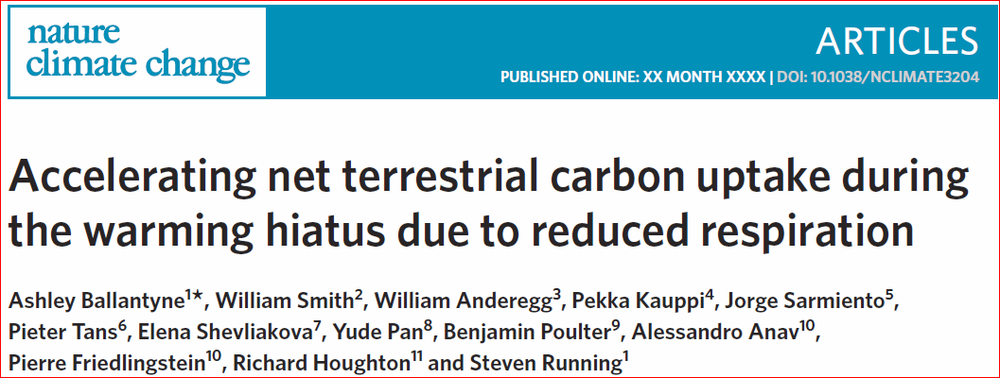 nature
climate change
ARTICLES
PUBLISHED ONLINE: XX MONTH XXXX | DOI: 10.1038/NCLIMATE3204
Accelerating net terrestrial carbon uptake during
the warming hiatus due to reduced respiration
Ashley Ballantyne¹★, William Smith², William Anderegg³, Pekka Kauppi⁴, Jorge Sarmiento⁵,
Pieter Tans⁶, Elena Shevliakova⁷, Yude Pan⁸, Benjamin Poulter⁹, Alessandro Anav¹⁰,
Pierre Friedlingstein¹⁰, Richard Houghton¹¹ and Steven Running¹